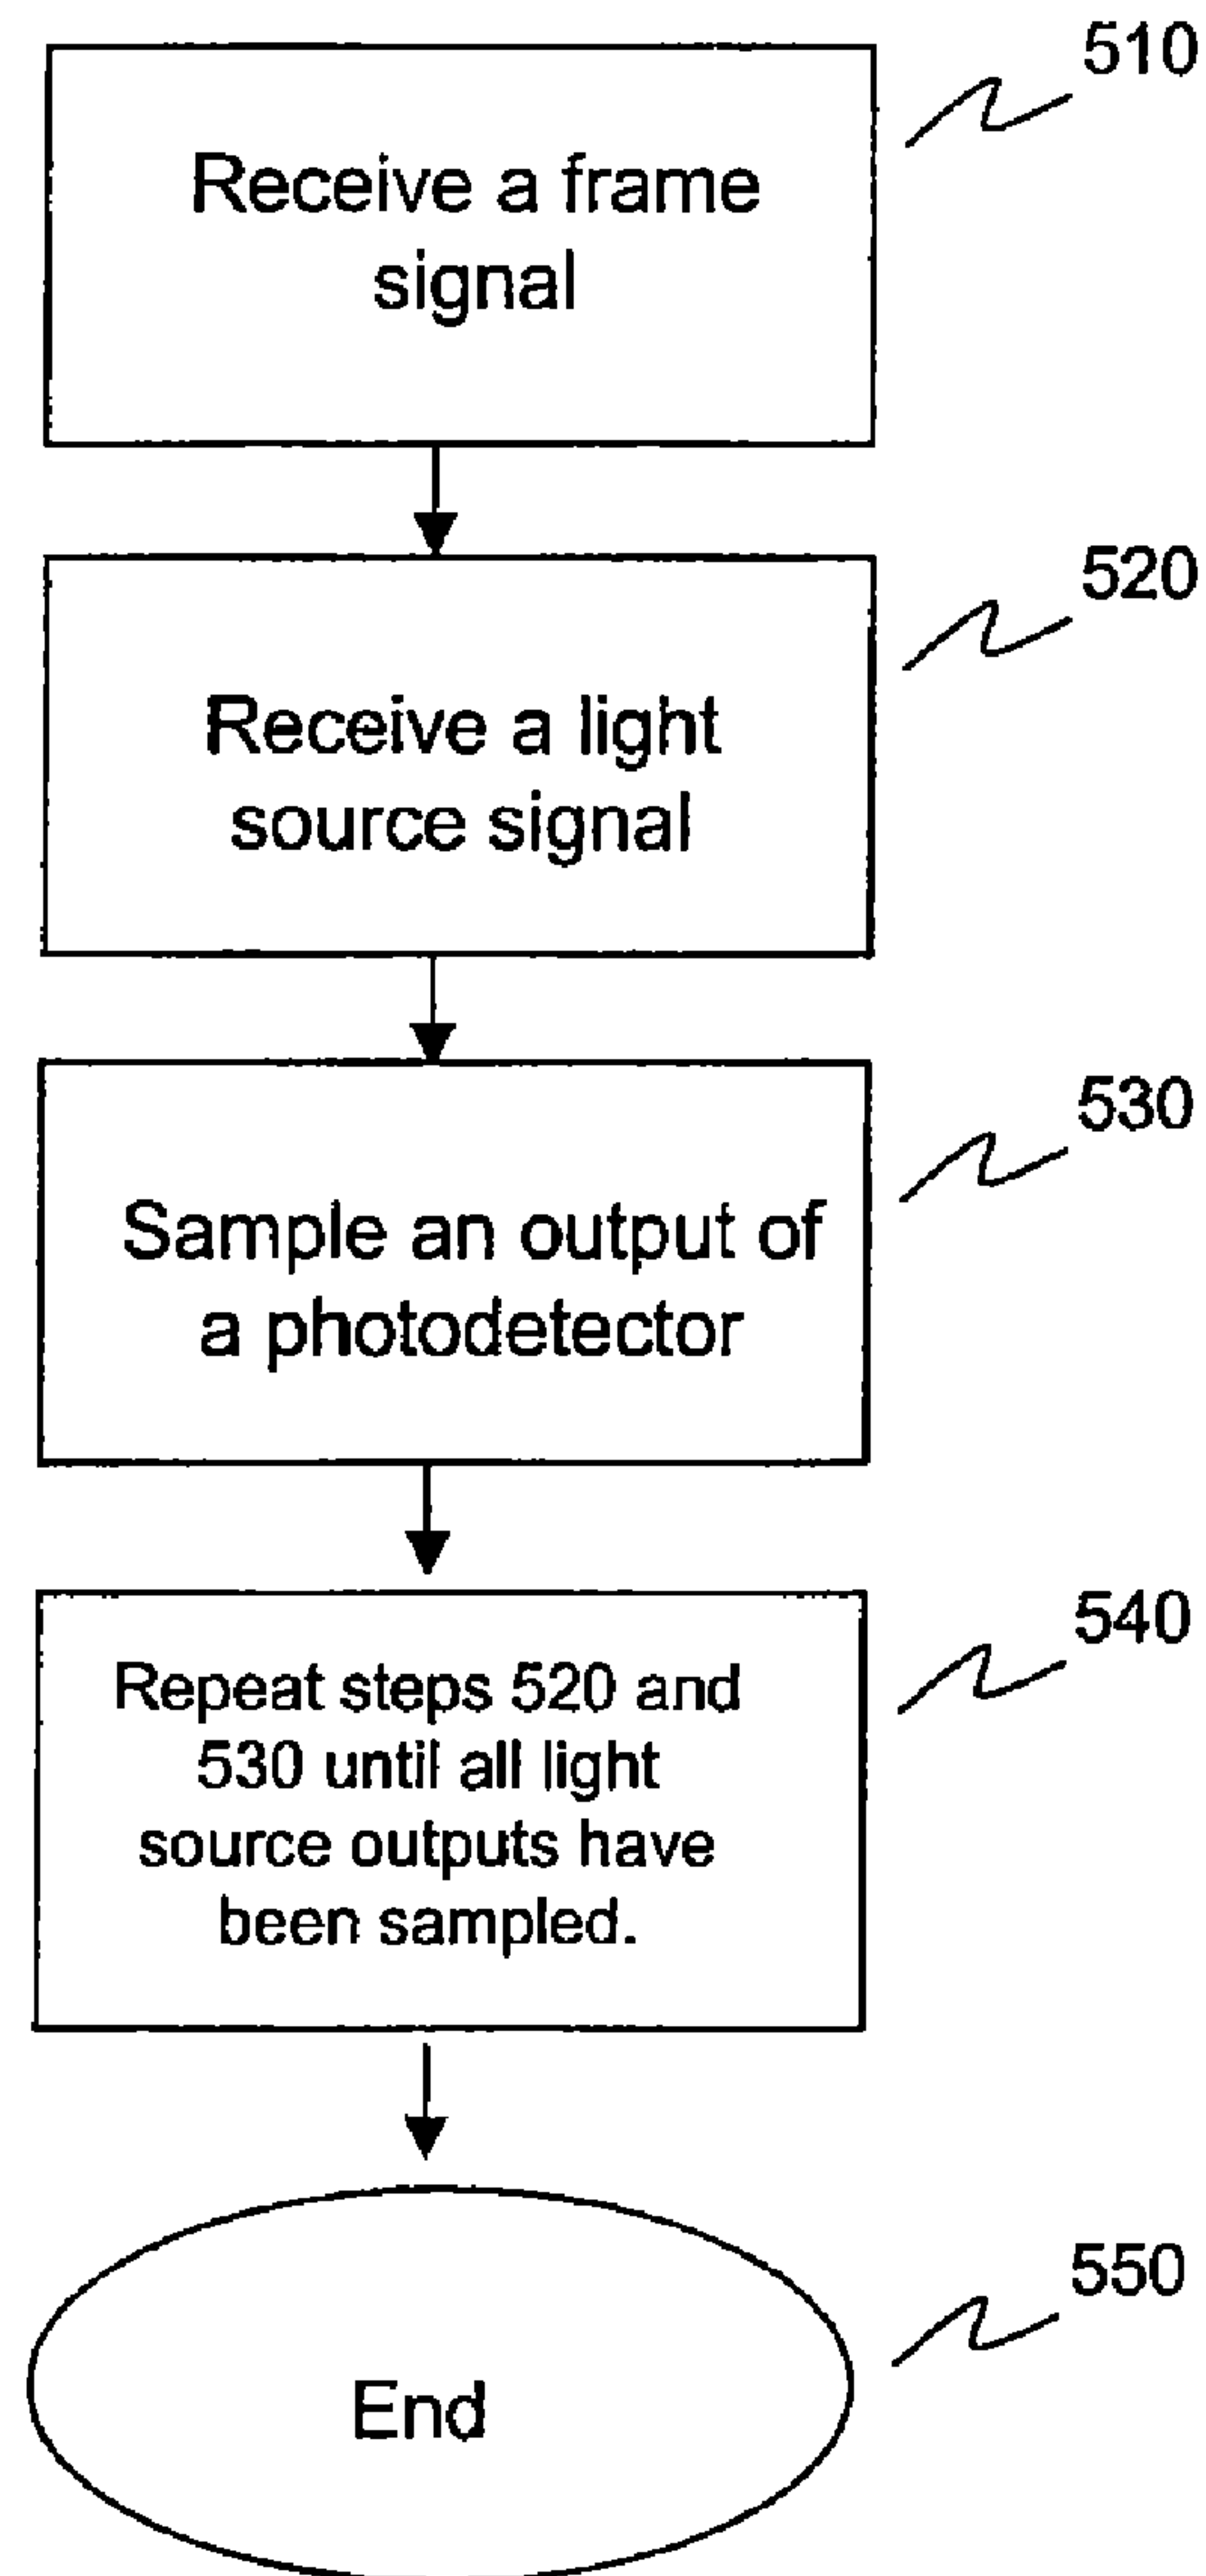 510
Receive a frame
signal
520
Receive a light
source signal
530
Sample an output of
a photodetector
540
Repeat steps 520 and
530 until all light
source outputs have
been sampled.
550
End